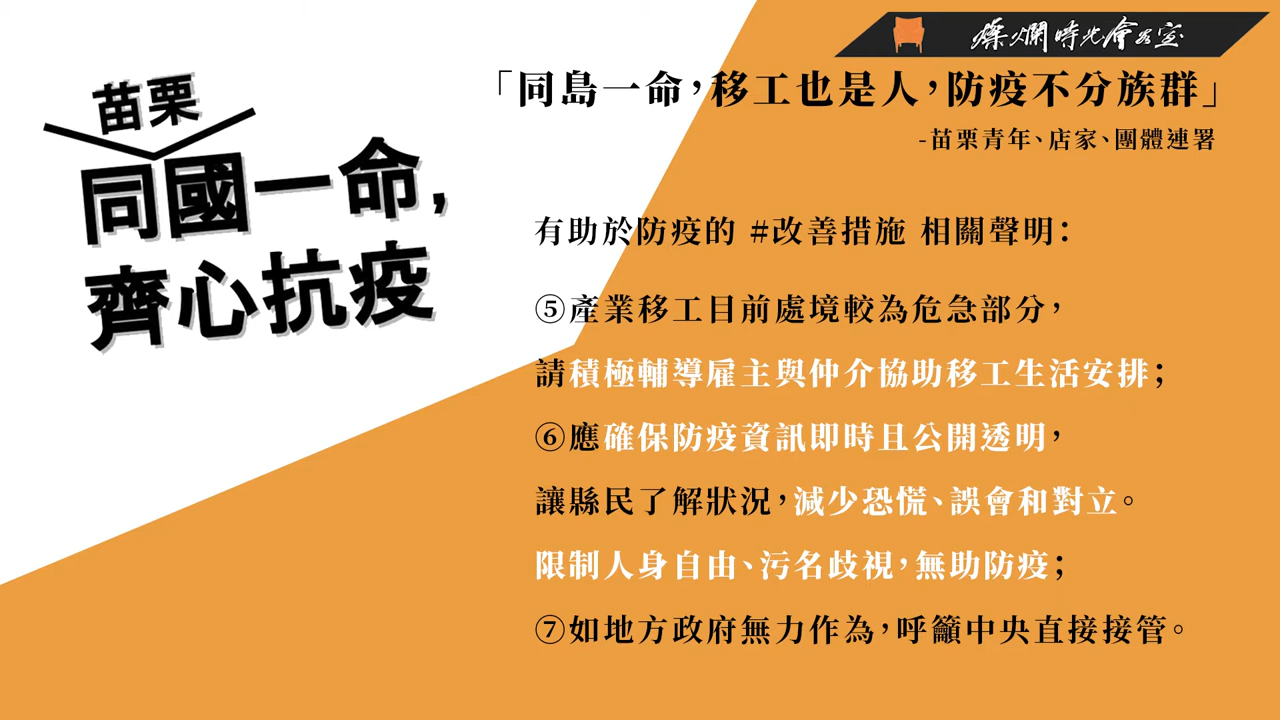 燦爛時光會客室
苗栗
同國一命,
齊心抗疫
「同島一命，移工也是人，防疫不分族群」
-苗栗青年、店家、團體連署
有助於防疫的 #改善措施 相關聲明：
⑤產業移工目前處境較為危急部分，
請積極輔導雇主與仲介協助移工生活安排；
⑥應確保防疫資訊即時且公開透明，
讓縣民了解狀況，減少恐慌、誤會和對立。
限制人身自由、污名歧視，無助防疫；
⑦如地方政府無力作為，呼籲中央直接接管。